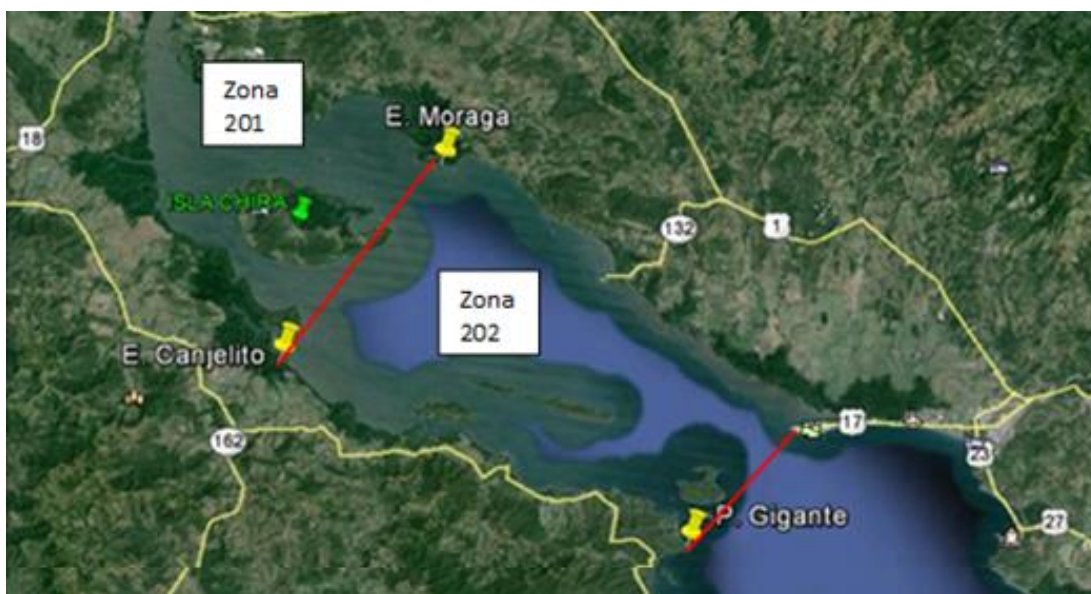 Zona
201
E. Moraga
18
ISLA CHIRA
132
1
Zona
202
E. Canjelito
162
17
23
P. Gigante
27